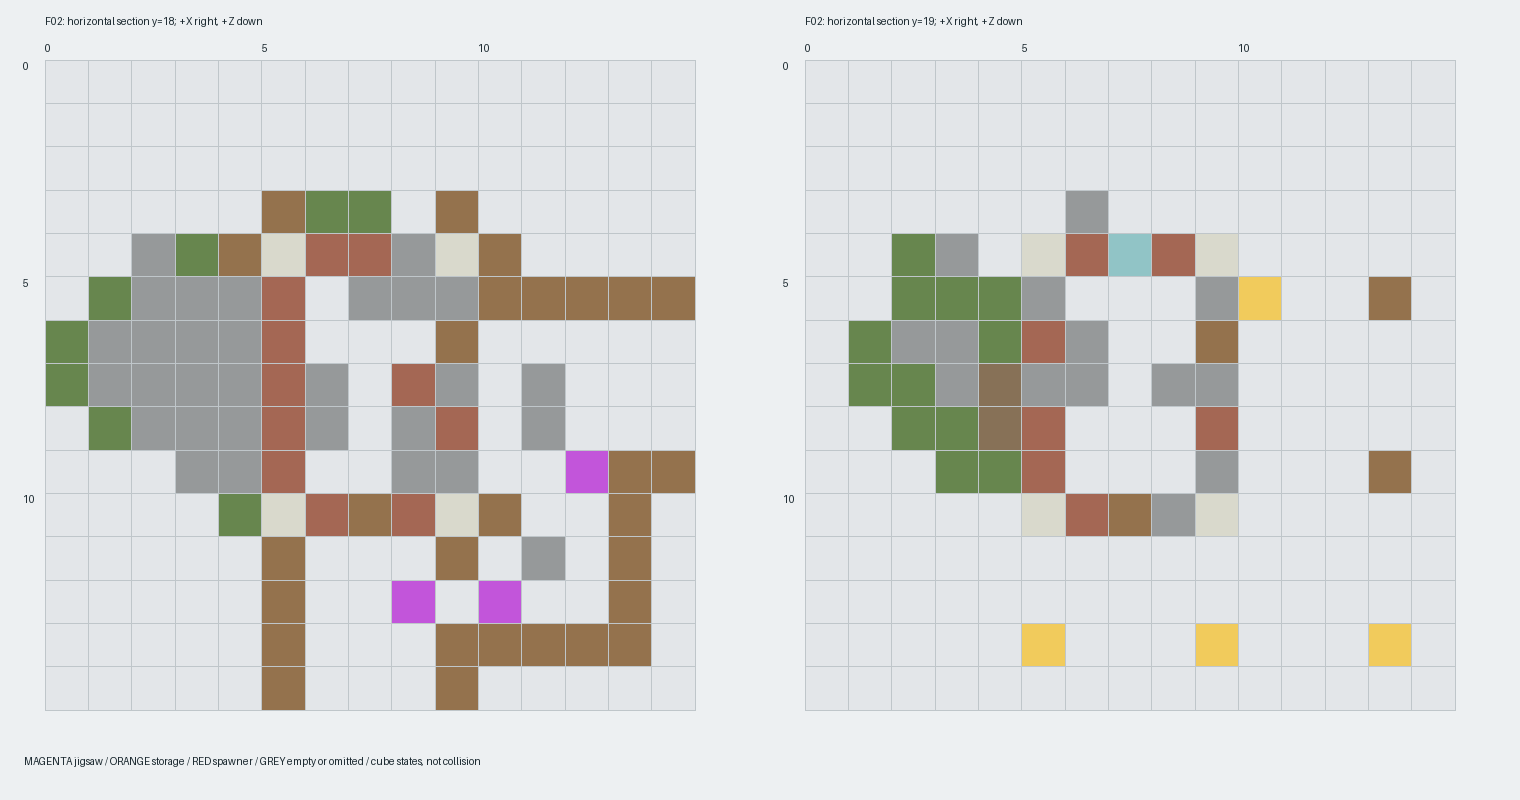 F02: horizontal section y=18; +X right, +Z down
F02: horizontal section y=19; +X right, +Z down
0 5 10
0 5 10
0
0
5
5
10
10
MAGENTA jigsaw / ORANGE storage / RED spawner / GREY empty or omitted / cube states, not collision